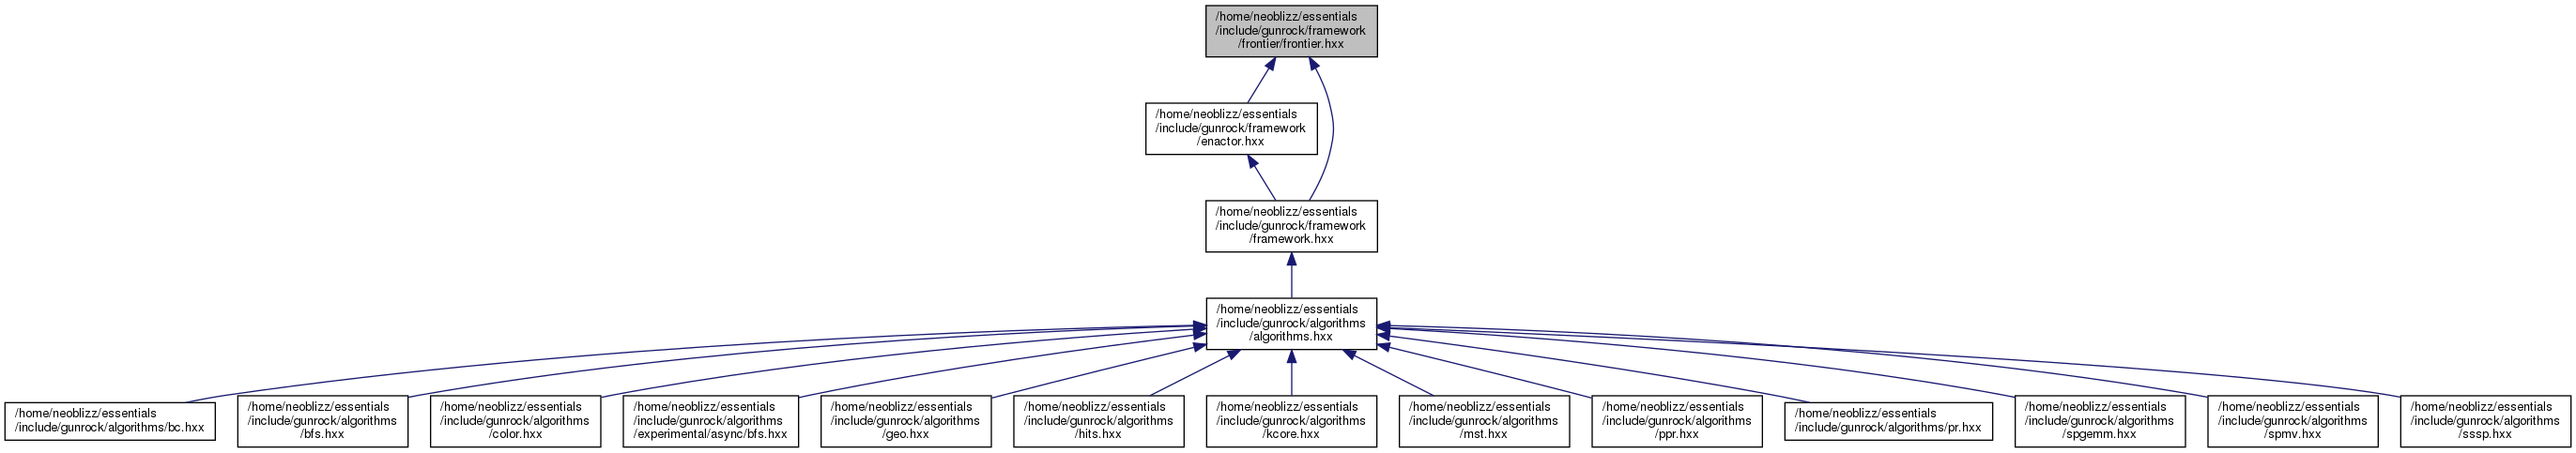 /home/neoblizz/essentials
/include/gunrock/framework
/frontier/frontier.hxx
/home/neoblizz/essentials
/include/gunrock/framework
/enactor.hxx
/home/neoblizz/essentials
/include/gunrock/framework
/framework.hxx
/home/neoblizz/essentials
/include/gunrock/algorithms
/algorithms.hxx
/home/neoblizz/essentials
/include/gunrock/algorithms/bc.hxx
/home/neoblizz/essentials
/include/gunrock/algorithms
/bfs.hxx
/home/neoblizz/essentials
/include/gunrock/algorithms
/color.hxx
/home/neoblizz/essentials
/include/gunrock/algorithms
/experimental/async/bfs.hxx
/home/neoblizz/essentials
/include/gunrock/algorithms
/geo.hxx
/home/neoblizz/essentials
/include/gunrock/algorithms
/hits.hxx
/home/neoblizz/essentials
/include/gunrock/algorithms
/kcore.hxx
/home/neoblizz/essentials
/include/gunrock/algorithms
/mst.hxx
/home/neoblizz/essentials
/include/gunrock/algorithms
/ppr.hxx
/home/neoblizz/essentials
/include/gunrock/algorithms/pr.hxx
/home/neoblizz/essentials
/include/gunrock/algorithms
/spgemm.hxx
/home/neoblizz/essentials
/include/gunrock/algorithms
/spmv.hxx
/home/neoblizz/essentials
/include/gunrock/algorithms
/sssp.hxx